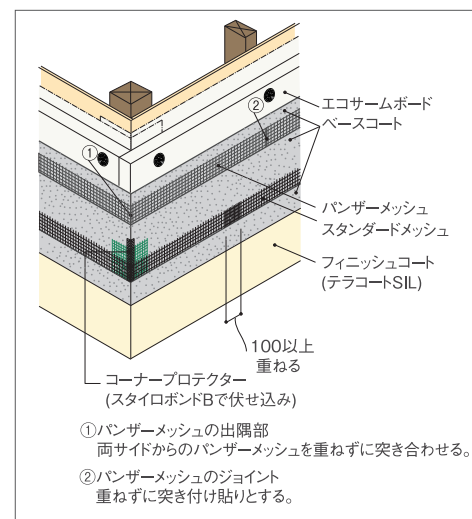 ②
①
エコサームボード
ベースコート
パンザーメッシュ
スタンダードメッシュ
フィニッシュコート
(テラコートSIL)
100以上
重ねる
コーナープロテクター
(スタイロボンドBで伏せ込み)
①パンザーメッシュの出隅部
両サイドからのパンザーメッシュを重ねずに突き合わせる。
②パンザーメッシュのジョイント
重ねずに突き付け貼りとする。